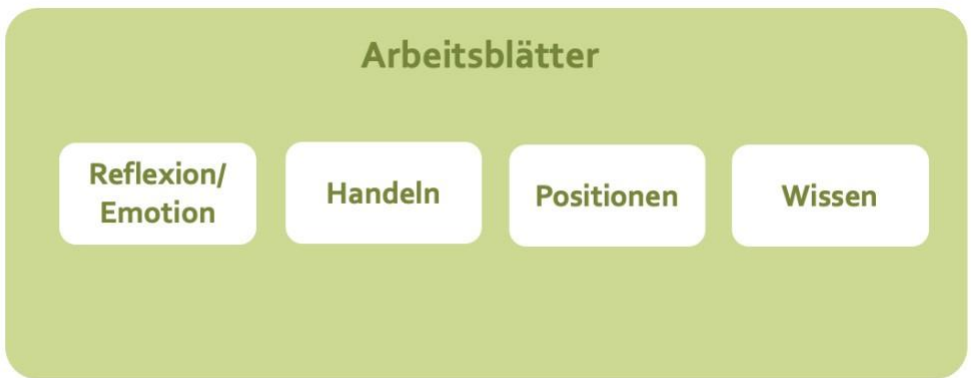 Arbeitsblätter
Reflexion/
Emotion
Handeln
Positionen
Wissen